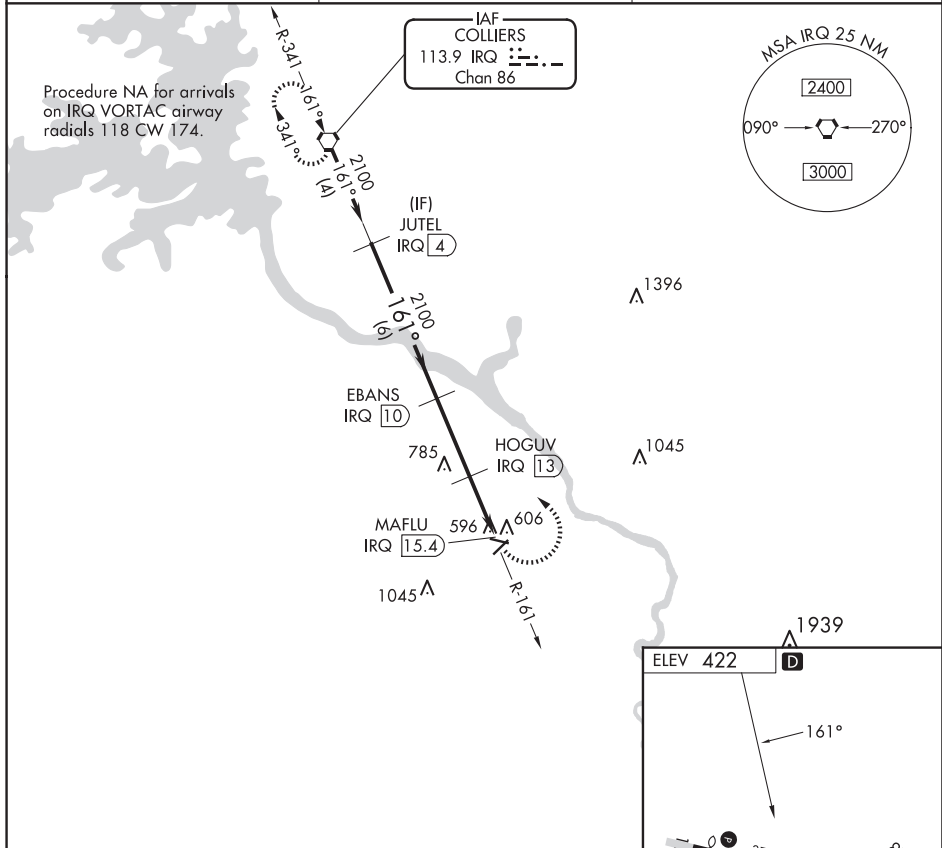 IAF
COLLIERS
113.9 IRQ
Chan 86
MSA IRQ 25 NM
2400
090°
270°
3000
Procedure NA for arrivals
on IRQ VORTAC airway
radials 118 CW 174.
R-341
161°
341°
2100
161°
(4)
(IF)
JUTEL
IRQ 4
2100
161°
(6)
1396
EBANS
IRQ 10
785
HOGUV
IRQ 13
1045
MAFLU
IRQ 15.4
596
606
1045
R-161
1939
ELEV 422
D
161°
P